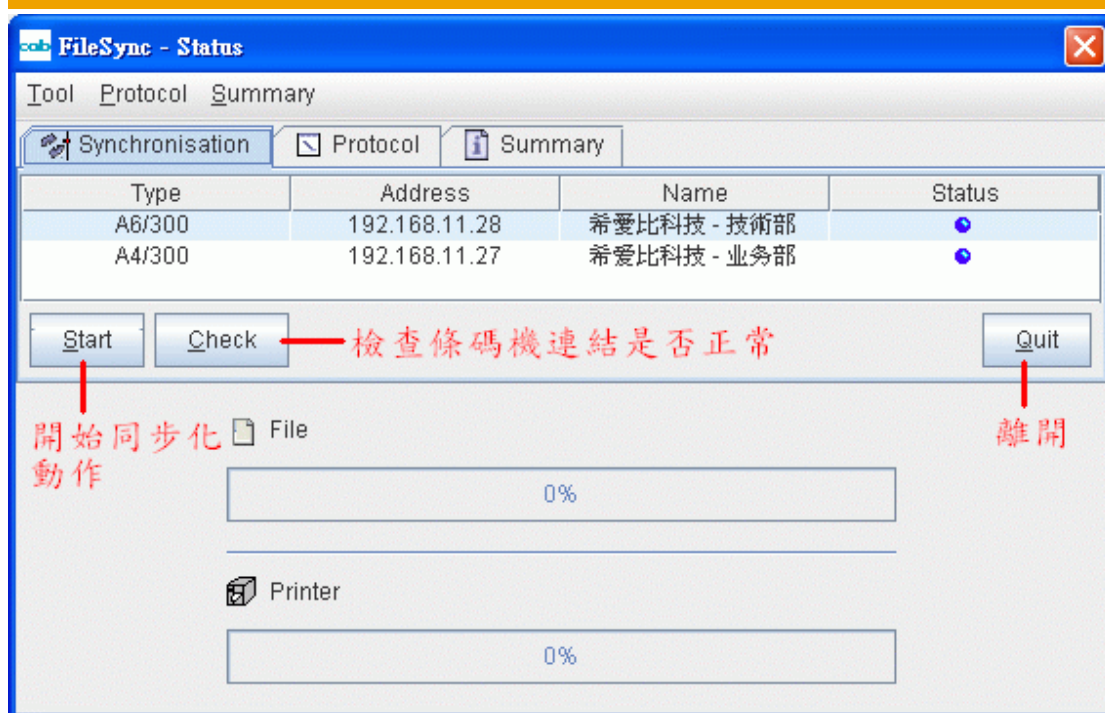 cab FileSync - Status
Tool Protocol Summary
Synchronisation Protocol Summary
Type Address Name Status
A6/300 192.168.11.28 希爱比科技 - 技術部
A4/300 192.168.11.27 希爱比科技 - 业务部
Start Check 檢查條碼機連結是否正常 Quit
開始同步化 File 離開
動作
0%
Printer
0%